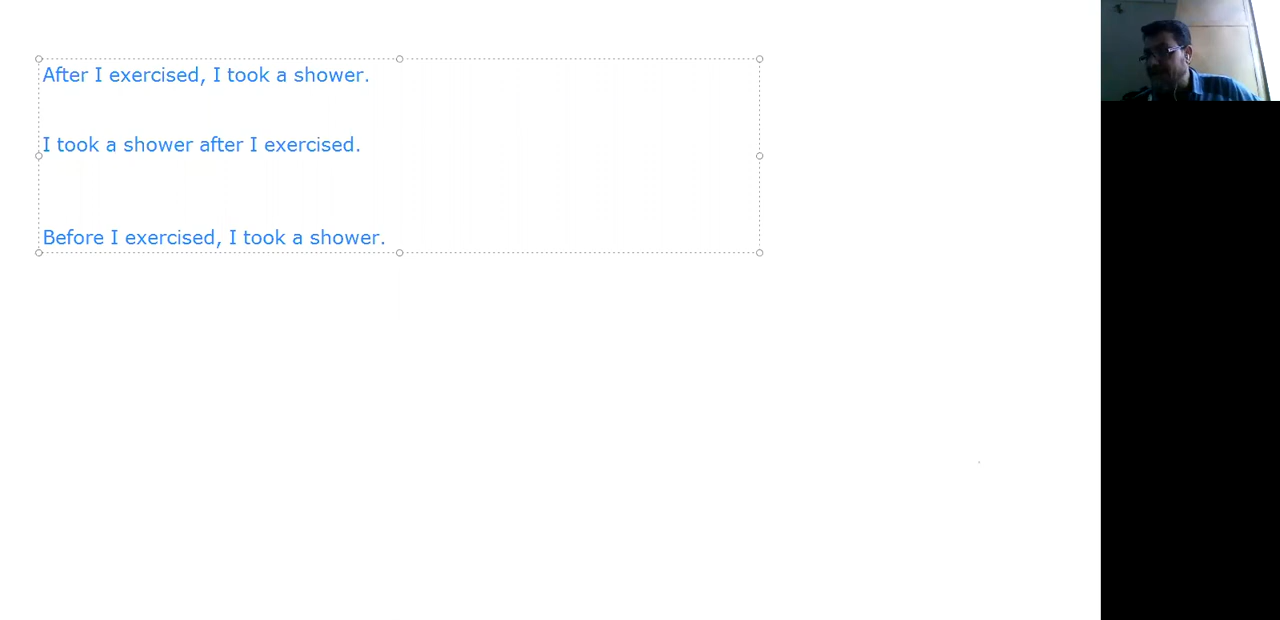 After I exercised, I took a shower.
I took a shower after I exercised.
Before I exercised, I took a shower.